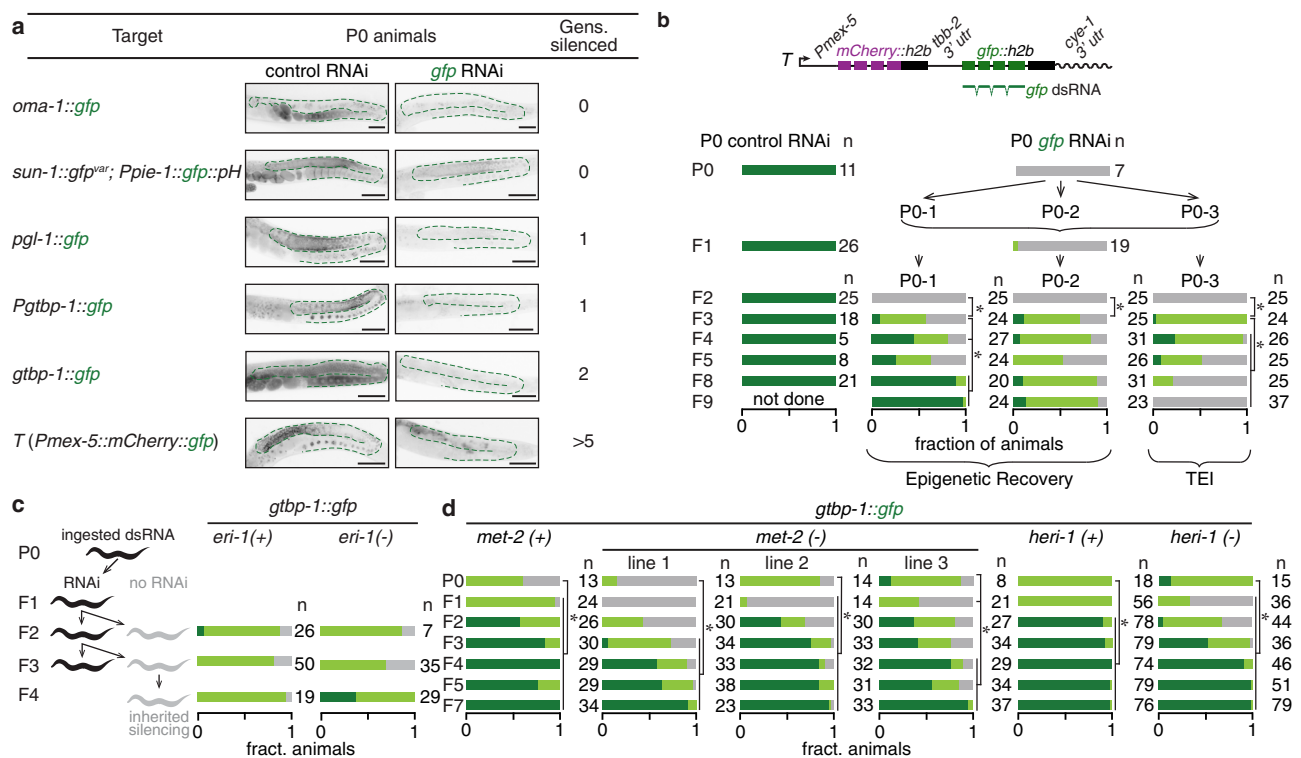 a
Target P0 animals Gens. silenced
control RNAi gfp RNAi
oma-1::gfp 0
sun-1::gfpvar; Ppie-1::gfp::pH 0
pgl-1::gfp 1
Pgtbp-1::gfp 1
gtbp-1::gfp 2
T (Pmex-5::mCherry::gfp) >5
b
T Pmex-5 mCherry::h2b tbb-2 3' utr gfp::h2b cye-1 3' utr
gfp dsRNA
P0 control RNAi n P0 gfp RNAi n
P0 11 7
P0-1 P0-2 P0-3
F1 26 19
n P0-1 n P0-2 n P0-3 n
F2 25 25 25 25
F3 18 24 25 24
F4 5 27 31 26
F5 8 24 26 25
F8 21 20 31 25
F9 not done 24 23 37
0 1 0 1 0 1 0 1
* * * * *
fraction of animals
Epigenetic Recovery TEI
c
gtbp-1::gfp
ingested dsRNA eri-1(+) eri-1(-)
P0
RNAi no RNAi
F1 n n
F2 26 7
F3 50 35
F4 19 29
inherited silencing
0 1 0 1
fract. animals
d
gtbp-1::gfp
met-2 (+) met-2 (-) heri-1 (+) heri-1 (-)
n line 1 n line 2 n line 3 n n n
P0 13 13 14 8 18 15
F1 24 21 14 21 56 36
F2 26 30 30 27 78 44
F3 30 34 33 34 79 36
F4 29 33 32 29 74 46
F5 29 38 31 34 79 51
F7 34 23 33 37 76 79
* * * * * *
0 1 0 1 0 1 0 1 0 1 0 1
fract. animals fract. animals